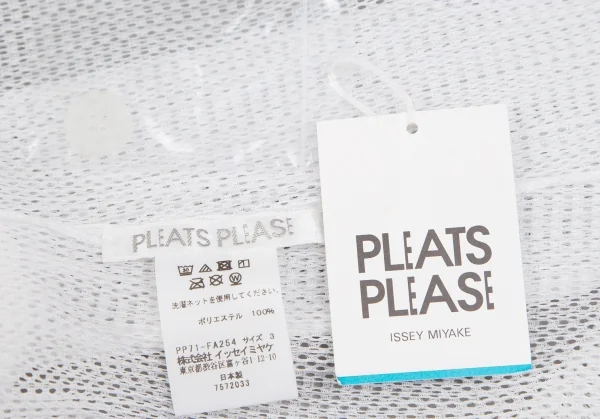 PLEATS PLEASE
洗濯ネットを使用してください。
ポリエステル 100%
PP71-FA254 サイズ 3
株式会社 イッセイミヤケ
東京都渋谷区富ヶ谷1-12-10
日本製
7572033
PLEATS
PLEASE
ISSEY MIYAKE